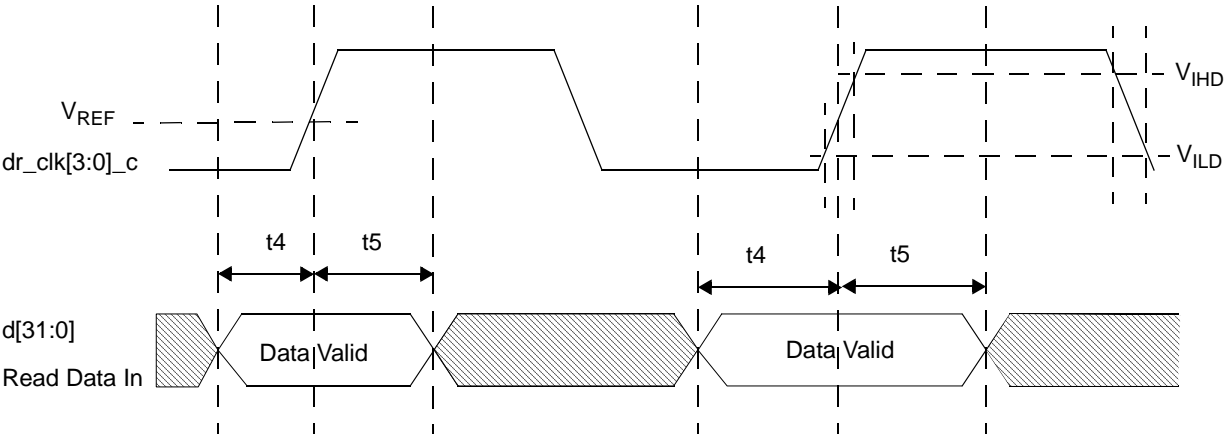 V_IHD
V_REF
dr_clk[3:0]_c
V_ILD
t4 t5 t4 t5
d[31:0]
Data Valid Data Valid
Read Data In